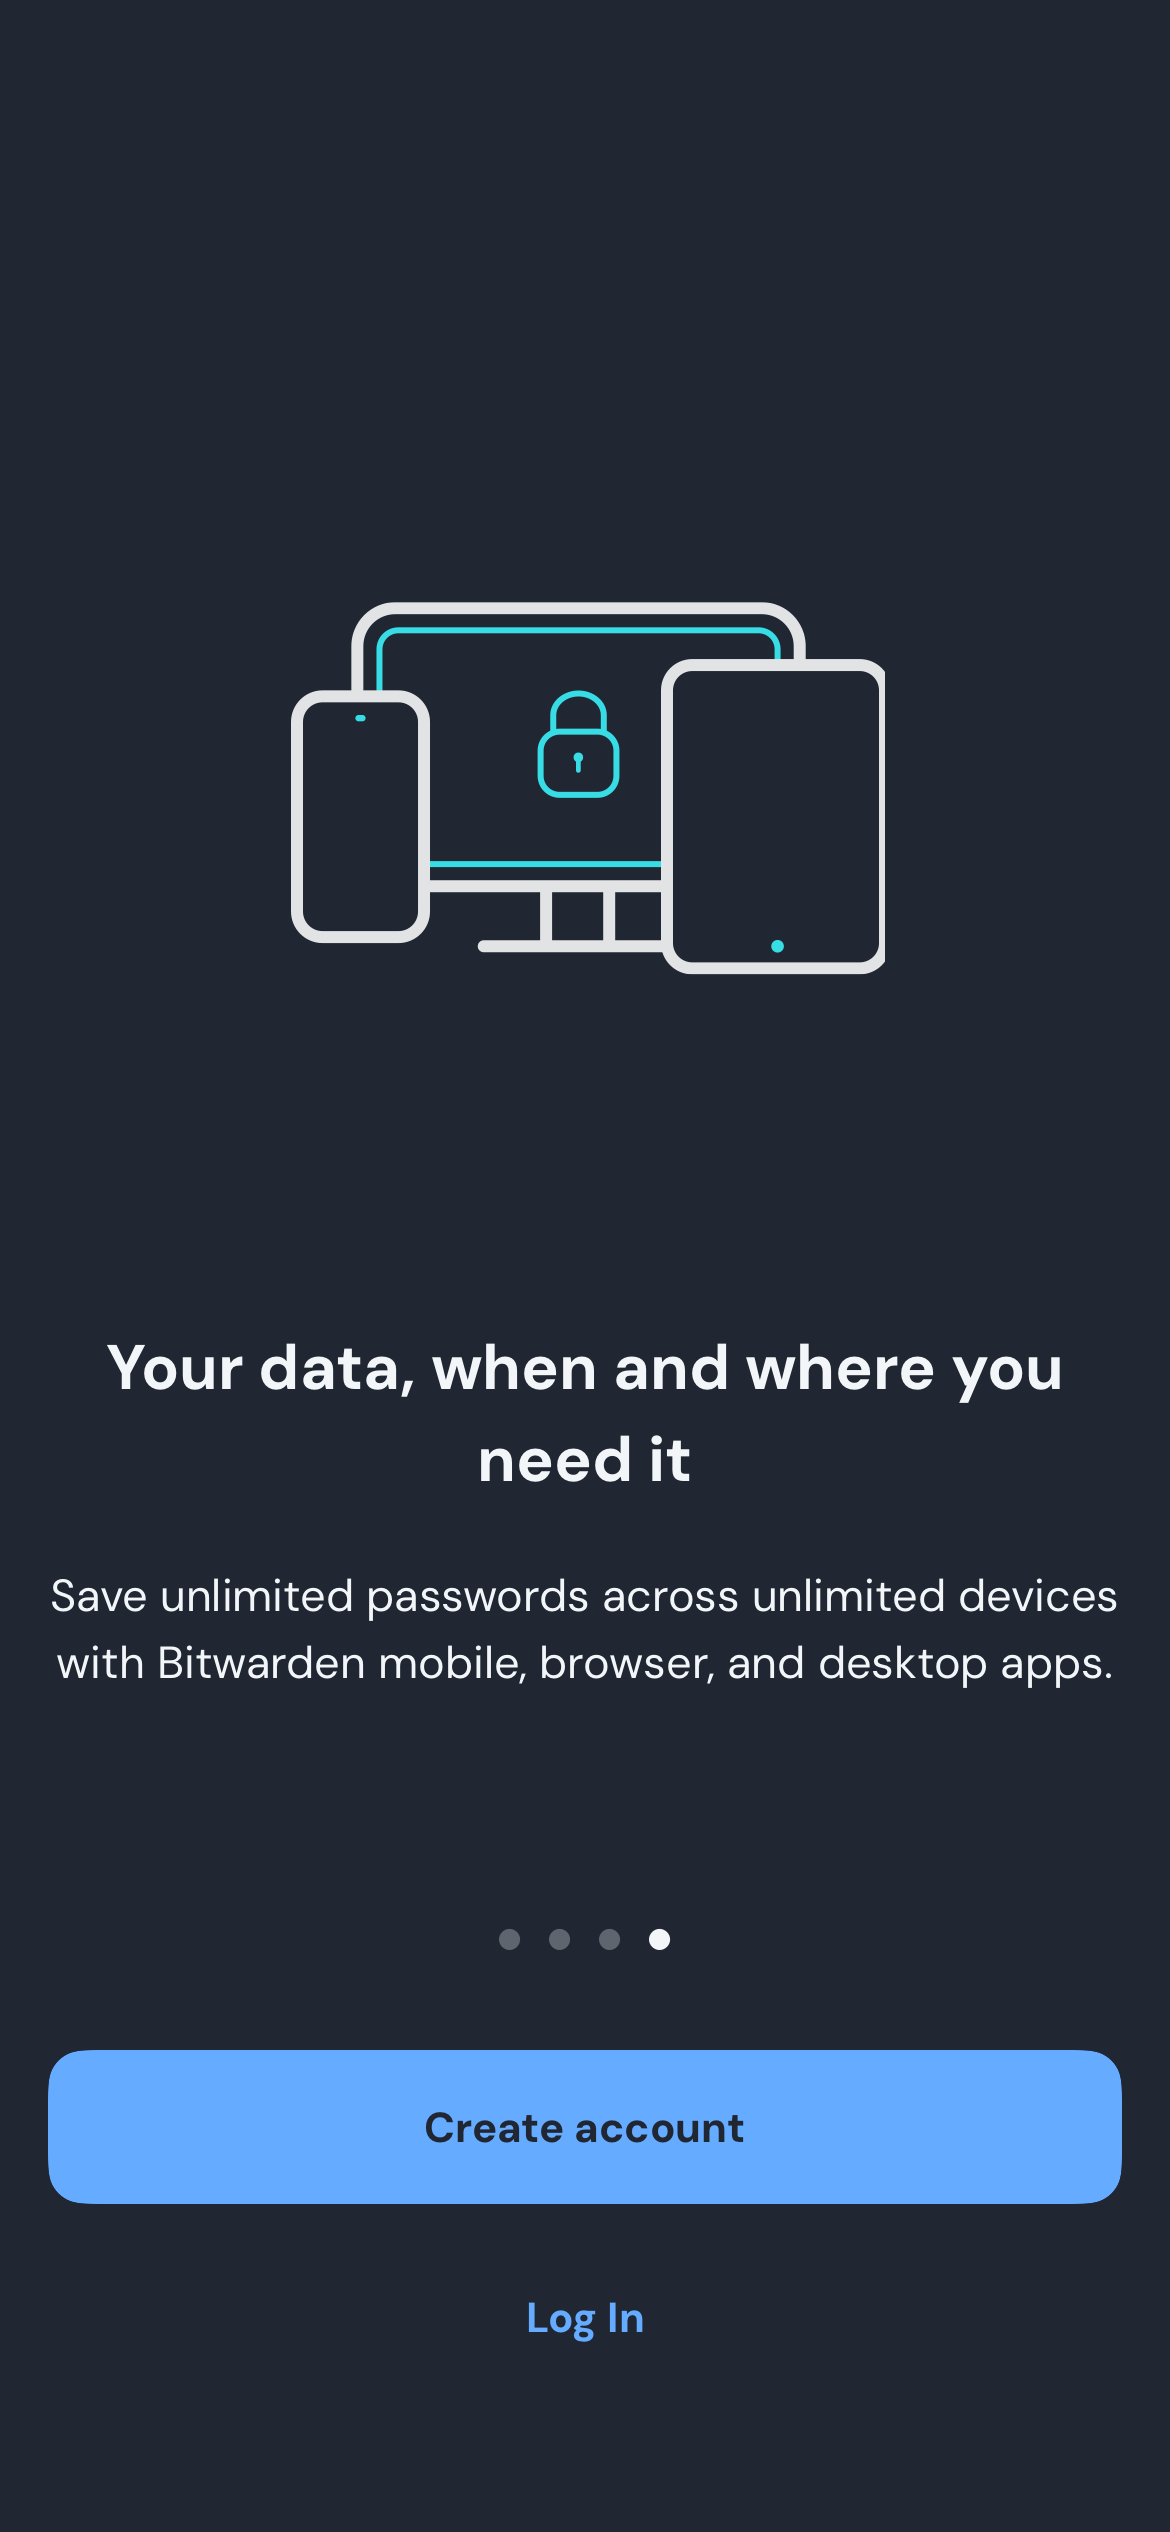 Your data, when and where you
need it
Save unlimited passwords across unlimited devices
with Bitwarden mobile, browser, and desktop apps.
Create account
Log In